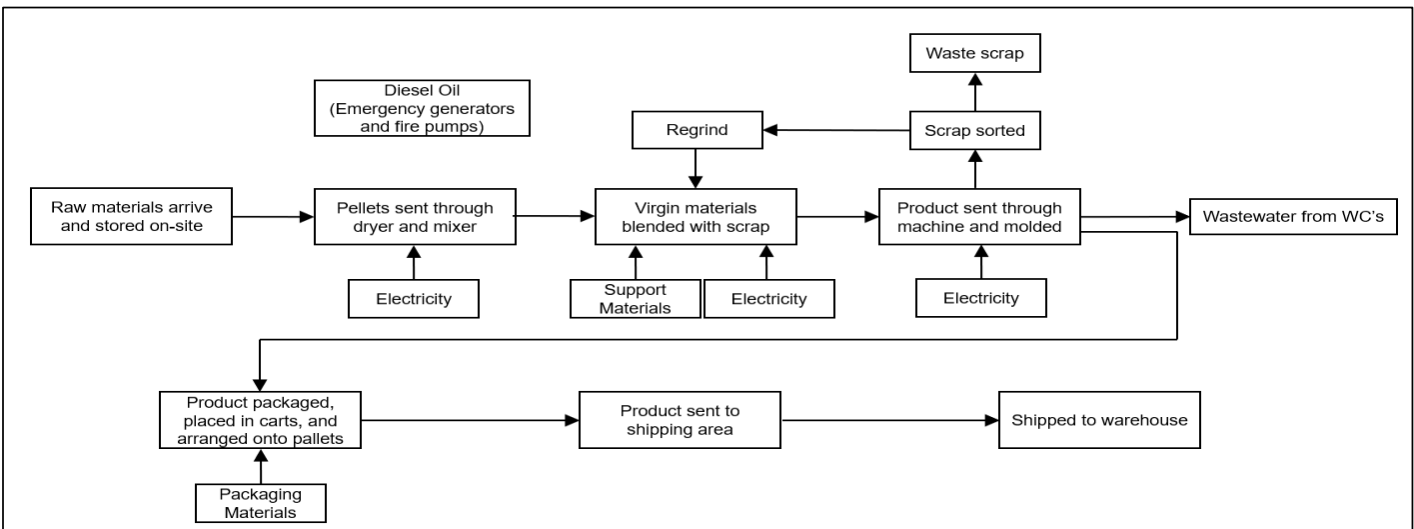 Waste scrap
Diesel Oil
(Emergency generators
and fire pumps)
Regrind
Scrap sorted
Raw materials arrive
and stored on-site
Pellets sent through
dryer and mixer
Virgin materials
blended with scrap
Product sent through
machine and molded
Wastewater from WC's
Electricity
Support
Materials
Electricity
Electricity
Product packaged,
placed in carts, and
arranged onto pallets
Product sent to
shipping area
Shipped to warehouse
Packaging
Materials